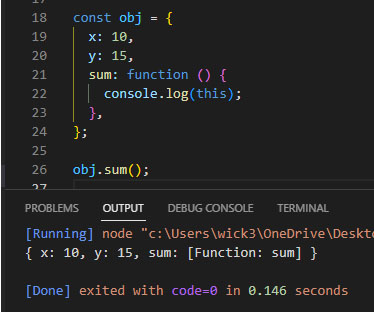 18 const obj = {
19 x: 10,
20 y: 15,
21 sum: function () {
22 console.log(this);
23 },
24 };
25
26 obj.sum();
27
PROBLEMS OUTPUT DEBUG CONSOLE TERMINAL
[Running] node "c:\Users\wick3\OneDrive\Deskto
{ x: 10, y: 15, sum: [Function: sum] }
[Done] exited with code=0 in 0.146 seconds